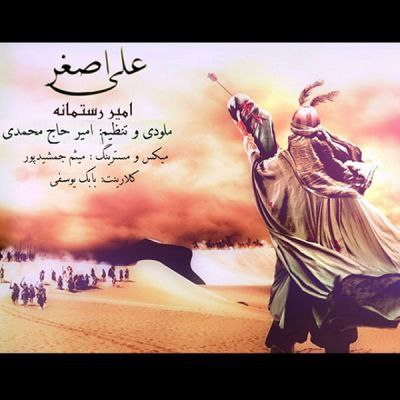 علی اصغر
امیر رستمانه
ملودی و تنظیم: امیر حاج محمدی
میکس و مسترینگ : میثم جمشیدپور
کلارینت: بابک یوسفی